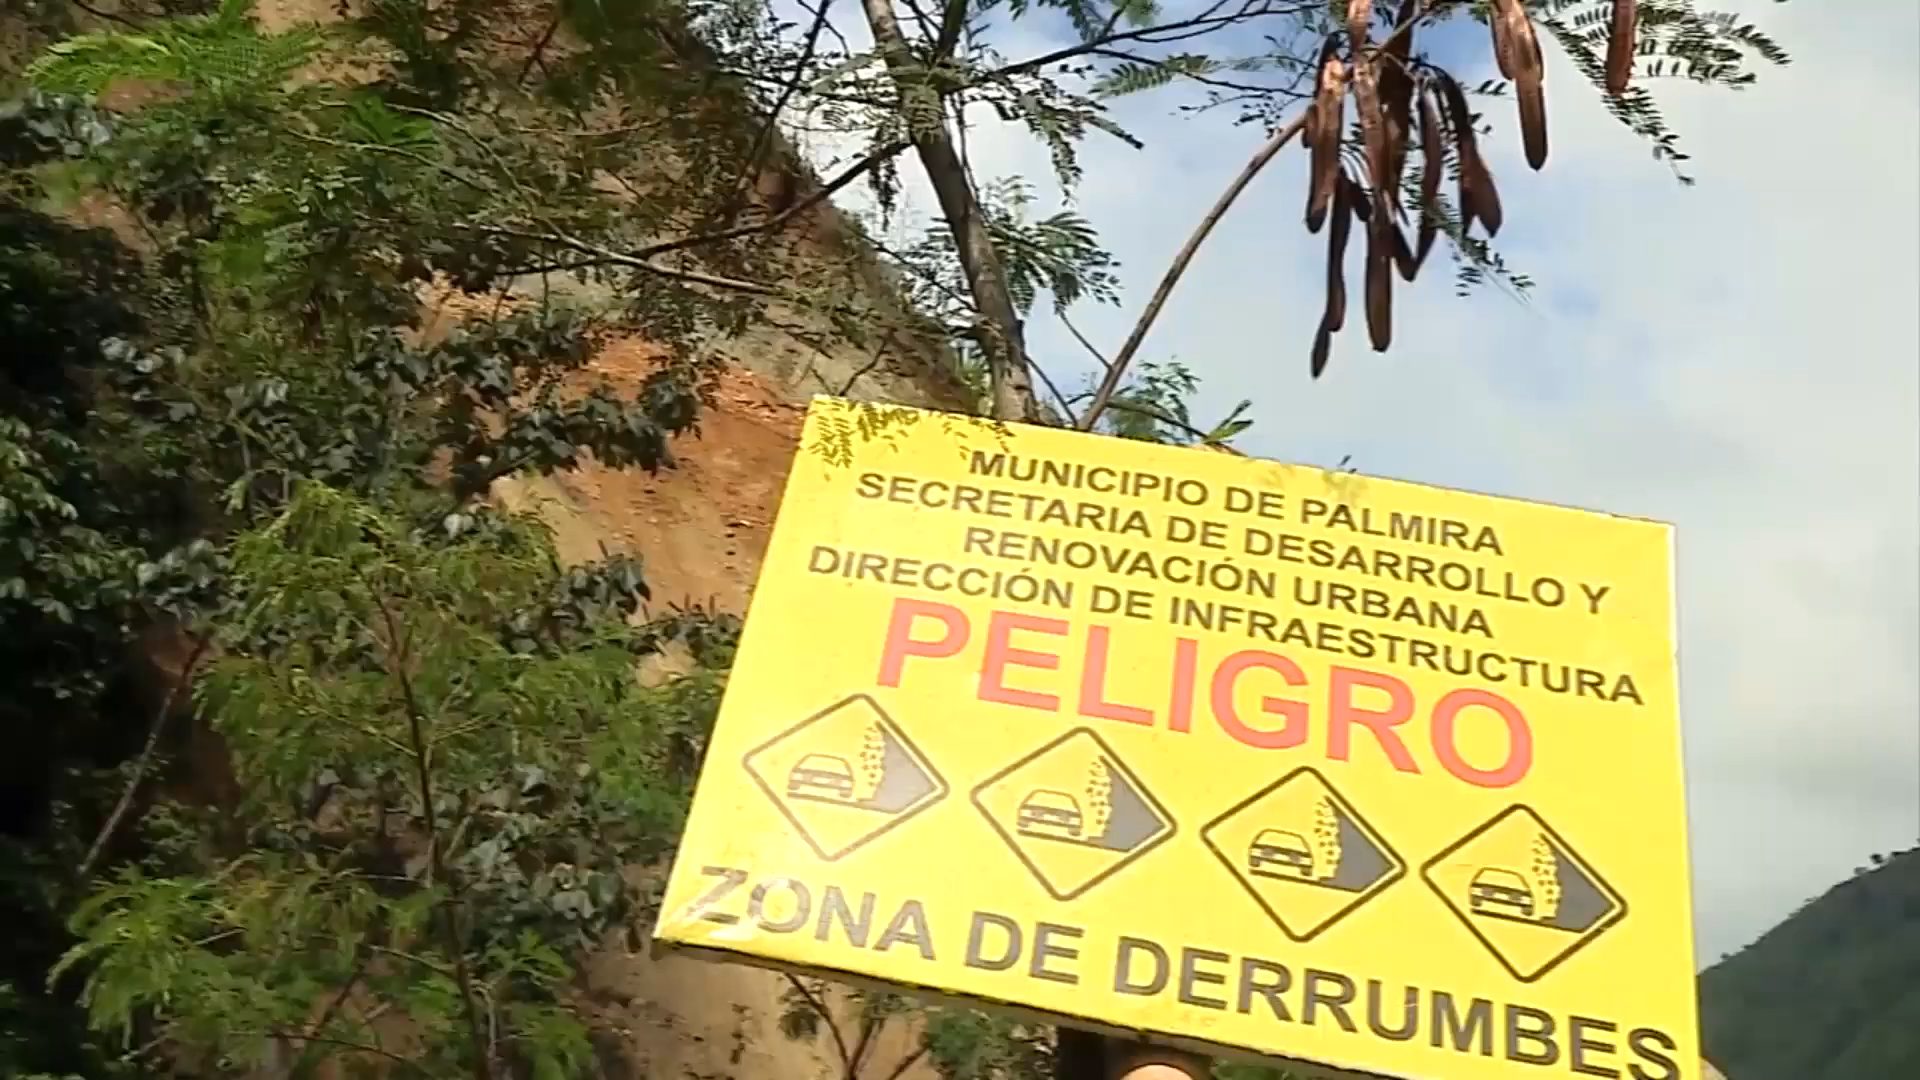 MUNICIPIO DE PALMIRA
SECRETARIA DE DESARROLLO Y
RENOVACIÓN URBANA
DIRECCIÓN DE INFRAESTRUCTURA
PELIGRO
ZONA DE DERRUMBES